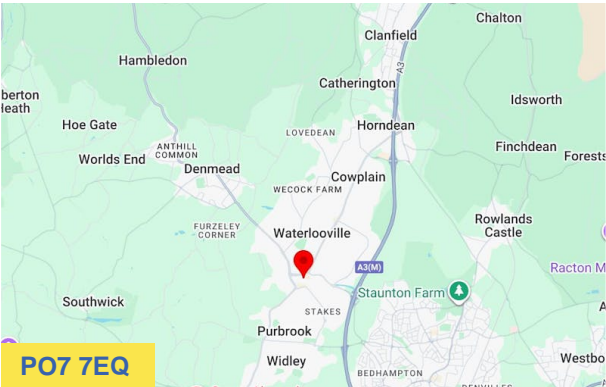 Chalton
Clanfield
Hambledon
A3
Catherington
berton
Heath
Idsworth
Hoe Gate
LOVEDEAN
Horndean
ANTHILL
COMMON
Finchdean
Forests
Worlds End
Denmead
Cowplain
WECOCK FARM
Rowlands
Castle
FURZELEY
CORNER
Waterlooville
A3(M)
Racton M
Staunton Farm
Southwick
A
STAKES
Purbrook
Westbo
Widley
PO7 7EQ
BEDHAMPTON
DENVILLES